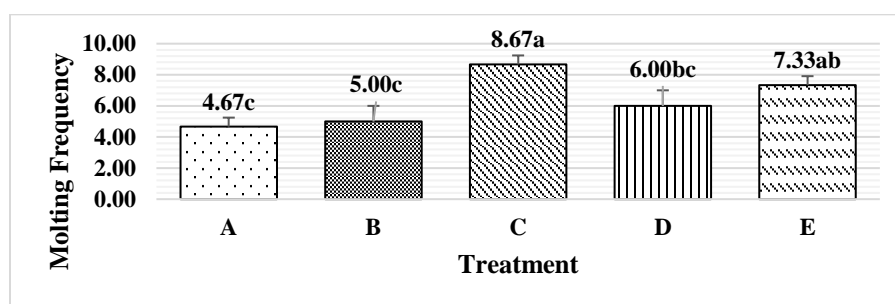 Molting Frequency
10.00
8.00
6.00
4.00
2.00
0.00
4.67c
5.00c
8.67a
6.00bc
7.33ab
A B C D E
Treatment